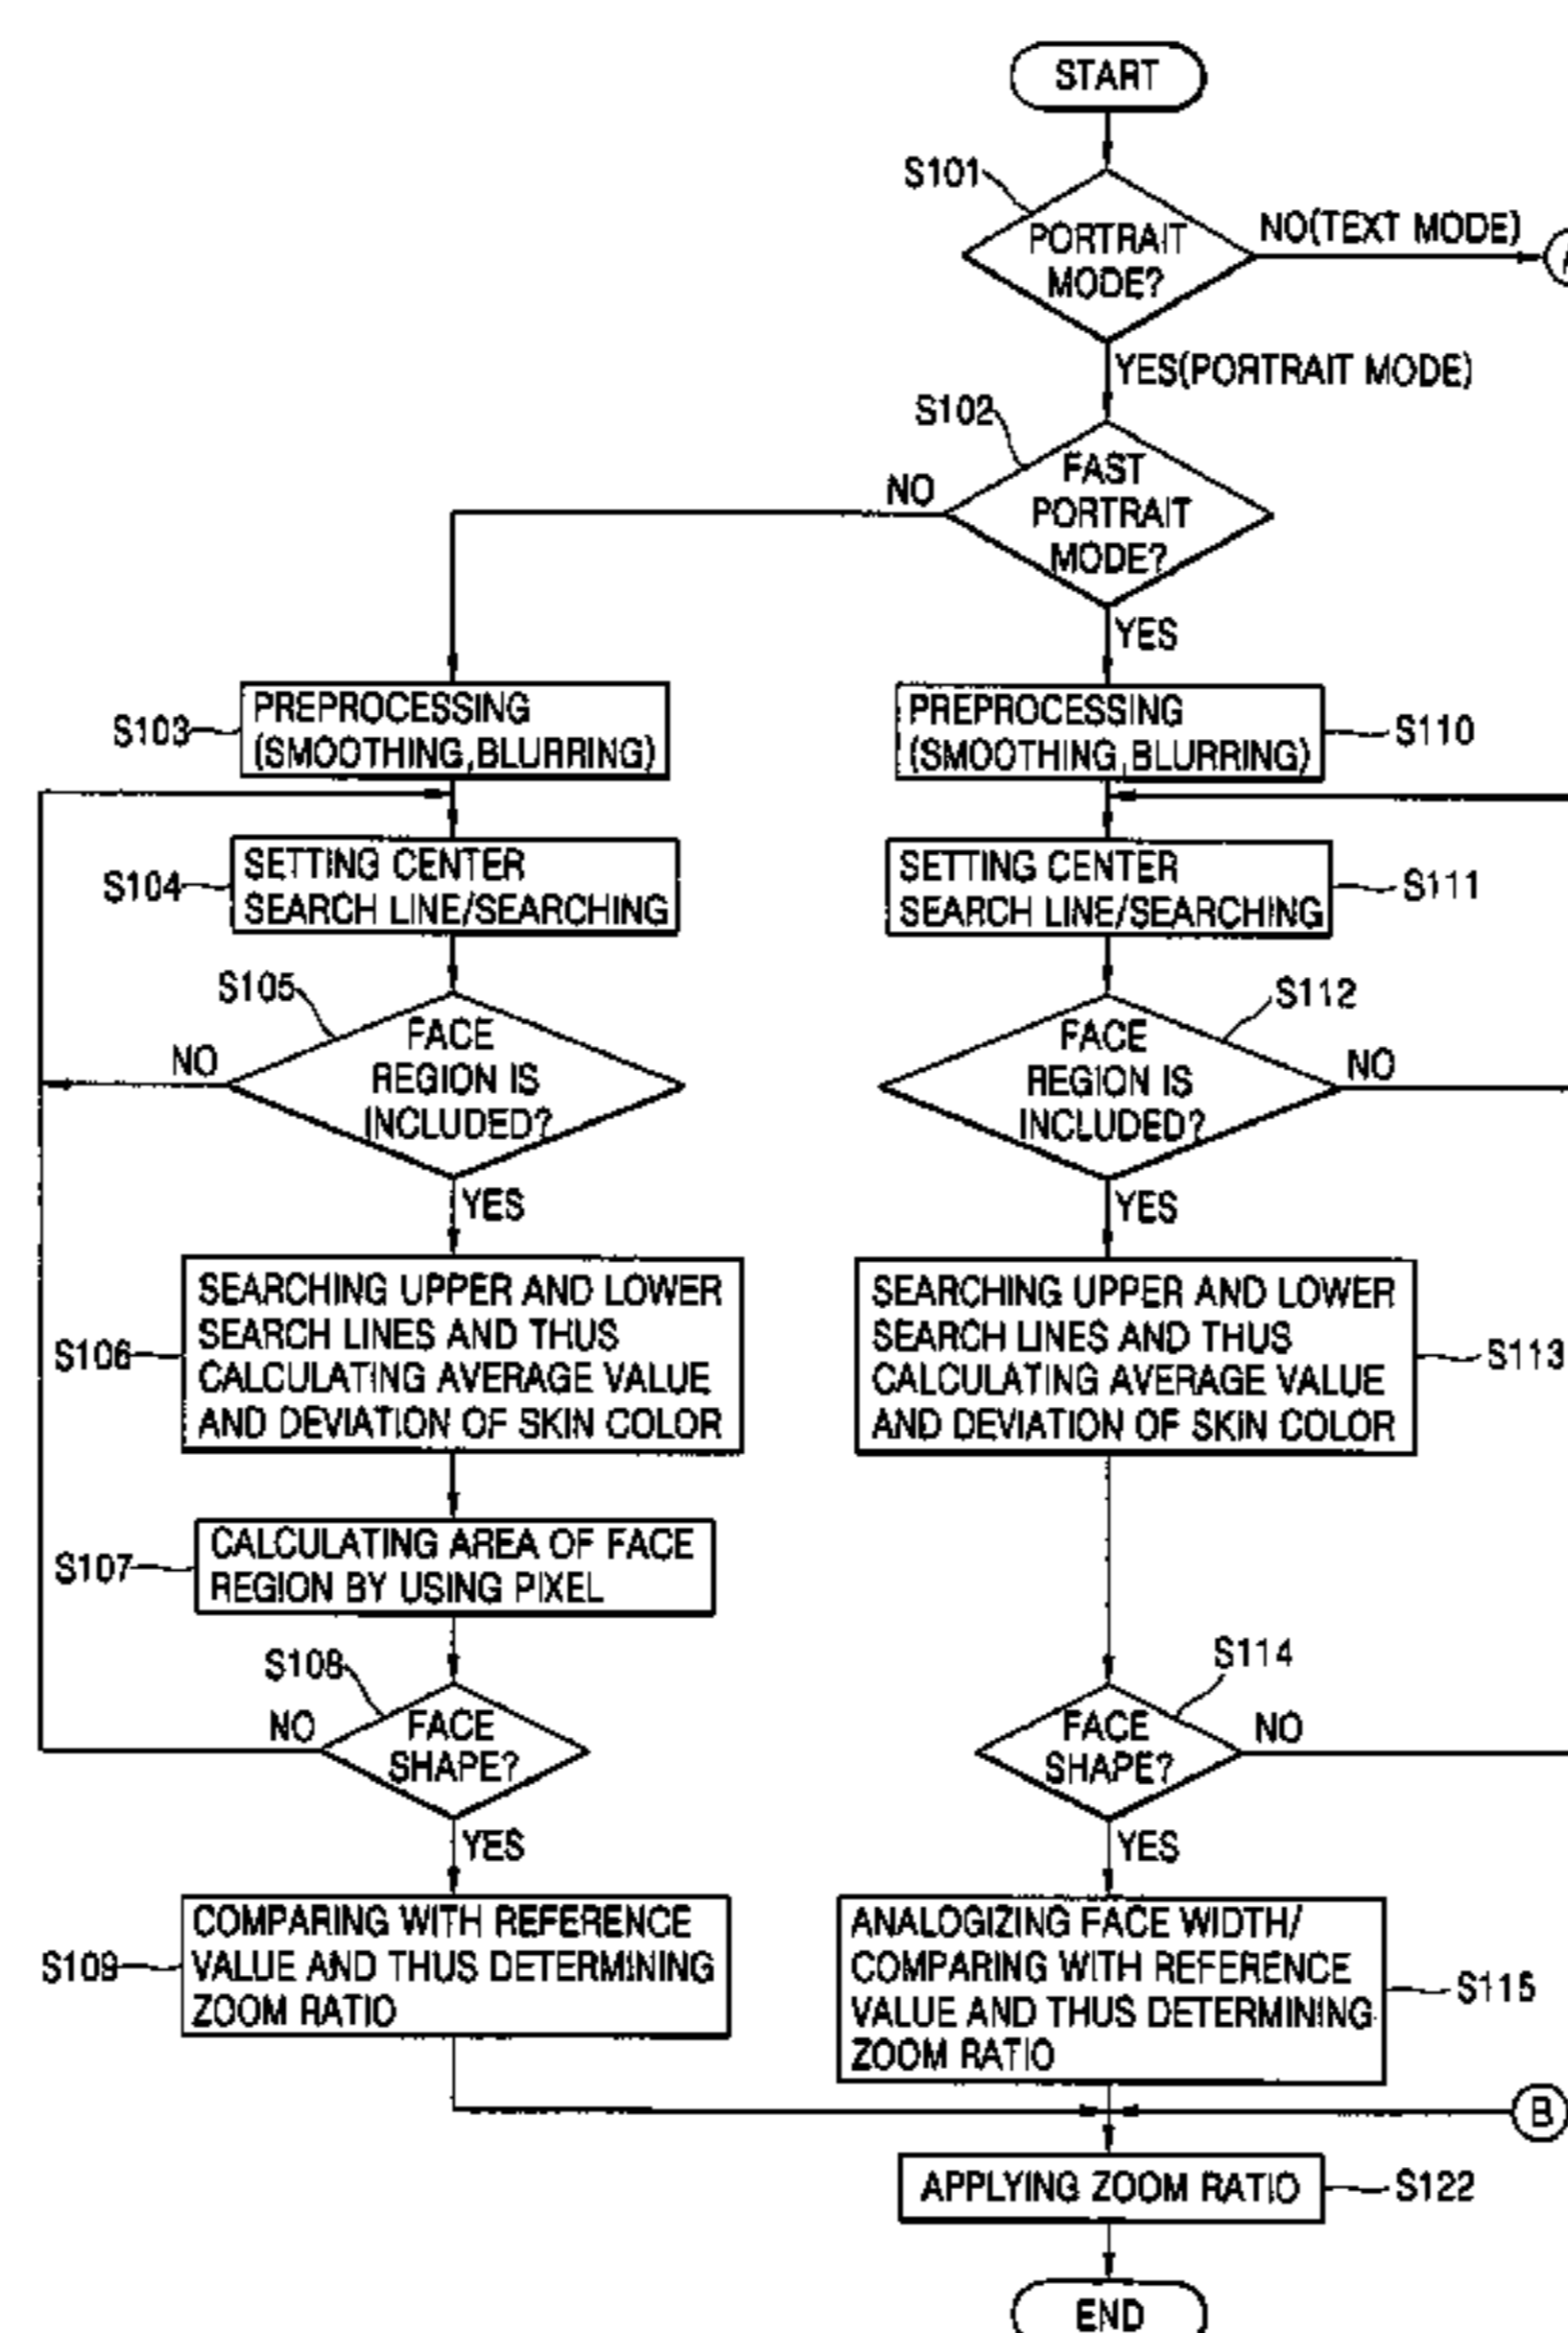 START
S101
PORTRAIT
MODE?
NO(TEXT MODE)
YES(PORTRAIT MODE)
S102
FAST
PORTRAIT
MODE?
NO
YES
S103
PREPROCESSING
(SMOOTHING,BLURRING)
PREPROCESSING
(SMOOTHING,BLURRING)
S110
S104
SETTING CENTER
SEARCH LINE/SEARCHING
SETTING CENTER
SEARCH LINE/SEARCHING
S111
S105
FACE
REGION IS
INCLUDED?
NO
YES
S112
FACE
REGION IS
INCLUDED?
NO
YES
S106
SEARCHING UPPER AND LOWER
SEARCH LINES AND THUS
CALCULATING AVERAGE VALUE
AND DEVIATION OF SKIN COLOR
SEARCHING UPPER AND LOWER
SEARCH LINES AND THUS
CALCULATING AVERAGE VALUE
AND DEVIATION OF SKIN COLOR
S113
S107
CALCULATING AREA OF FACE
REGION BY USING PIXEL
S108
FACE
SHAPE?
NO
YES
S114
FACE
SHAPE?
NO
YES
S109
COMPARING WITH REFERENCE
VALUE AND THUS DETERMINING
ZOOM RATIO
ANALOGIZING FACE WIDTH/
COMPARING WITH REFERENCE
VALUE AND THUS DETERMINING
ZOOM RATIO
S115
B
APPLYING ZOOM RATIO
S122
END